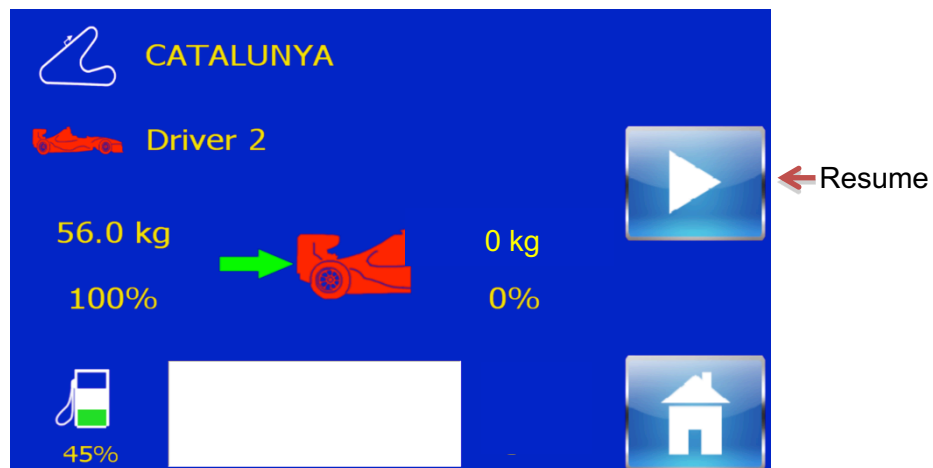 CATALUNYA
Driver 2
Resume
56.0 kg
0 kg
100%
0%
45%